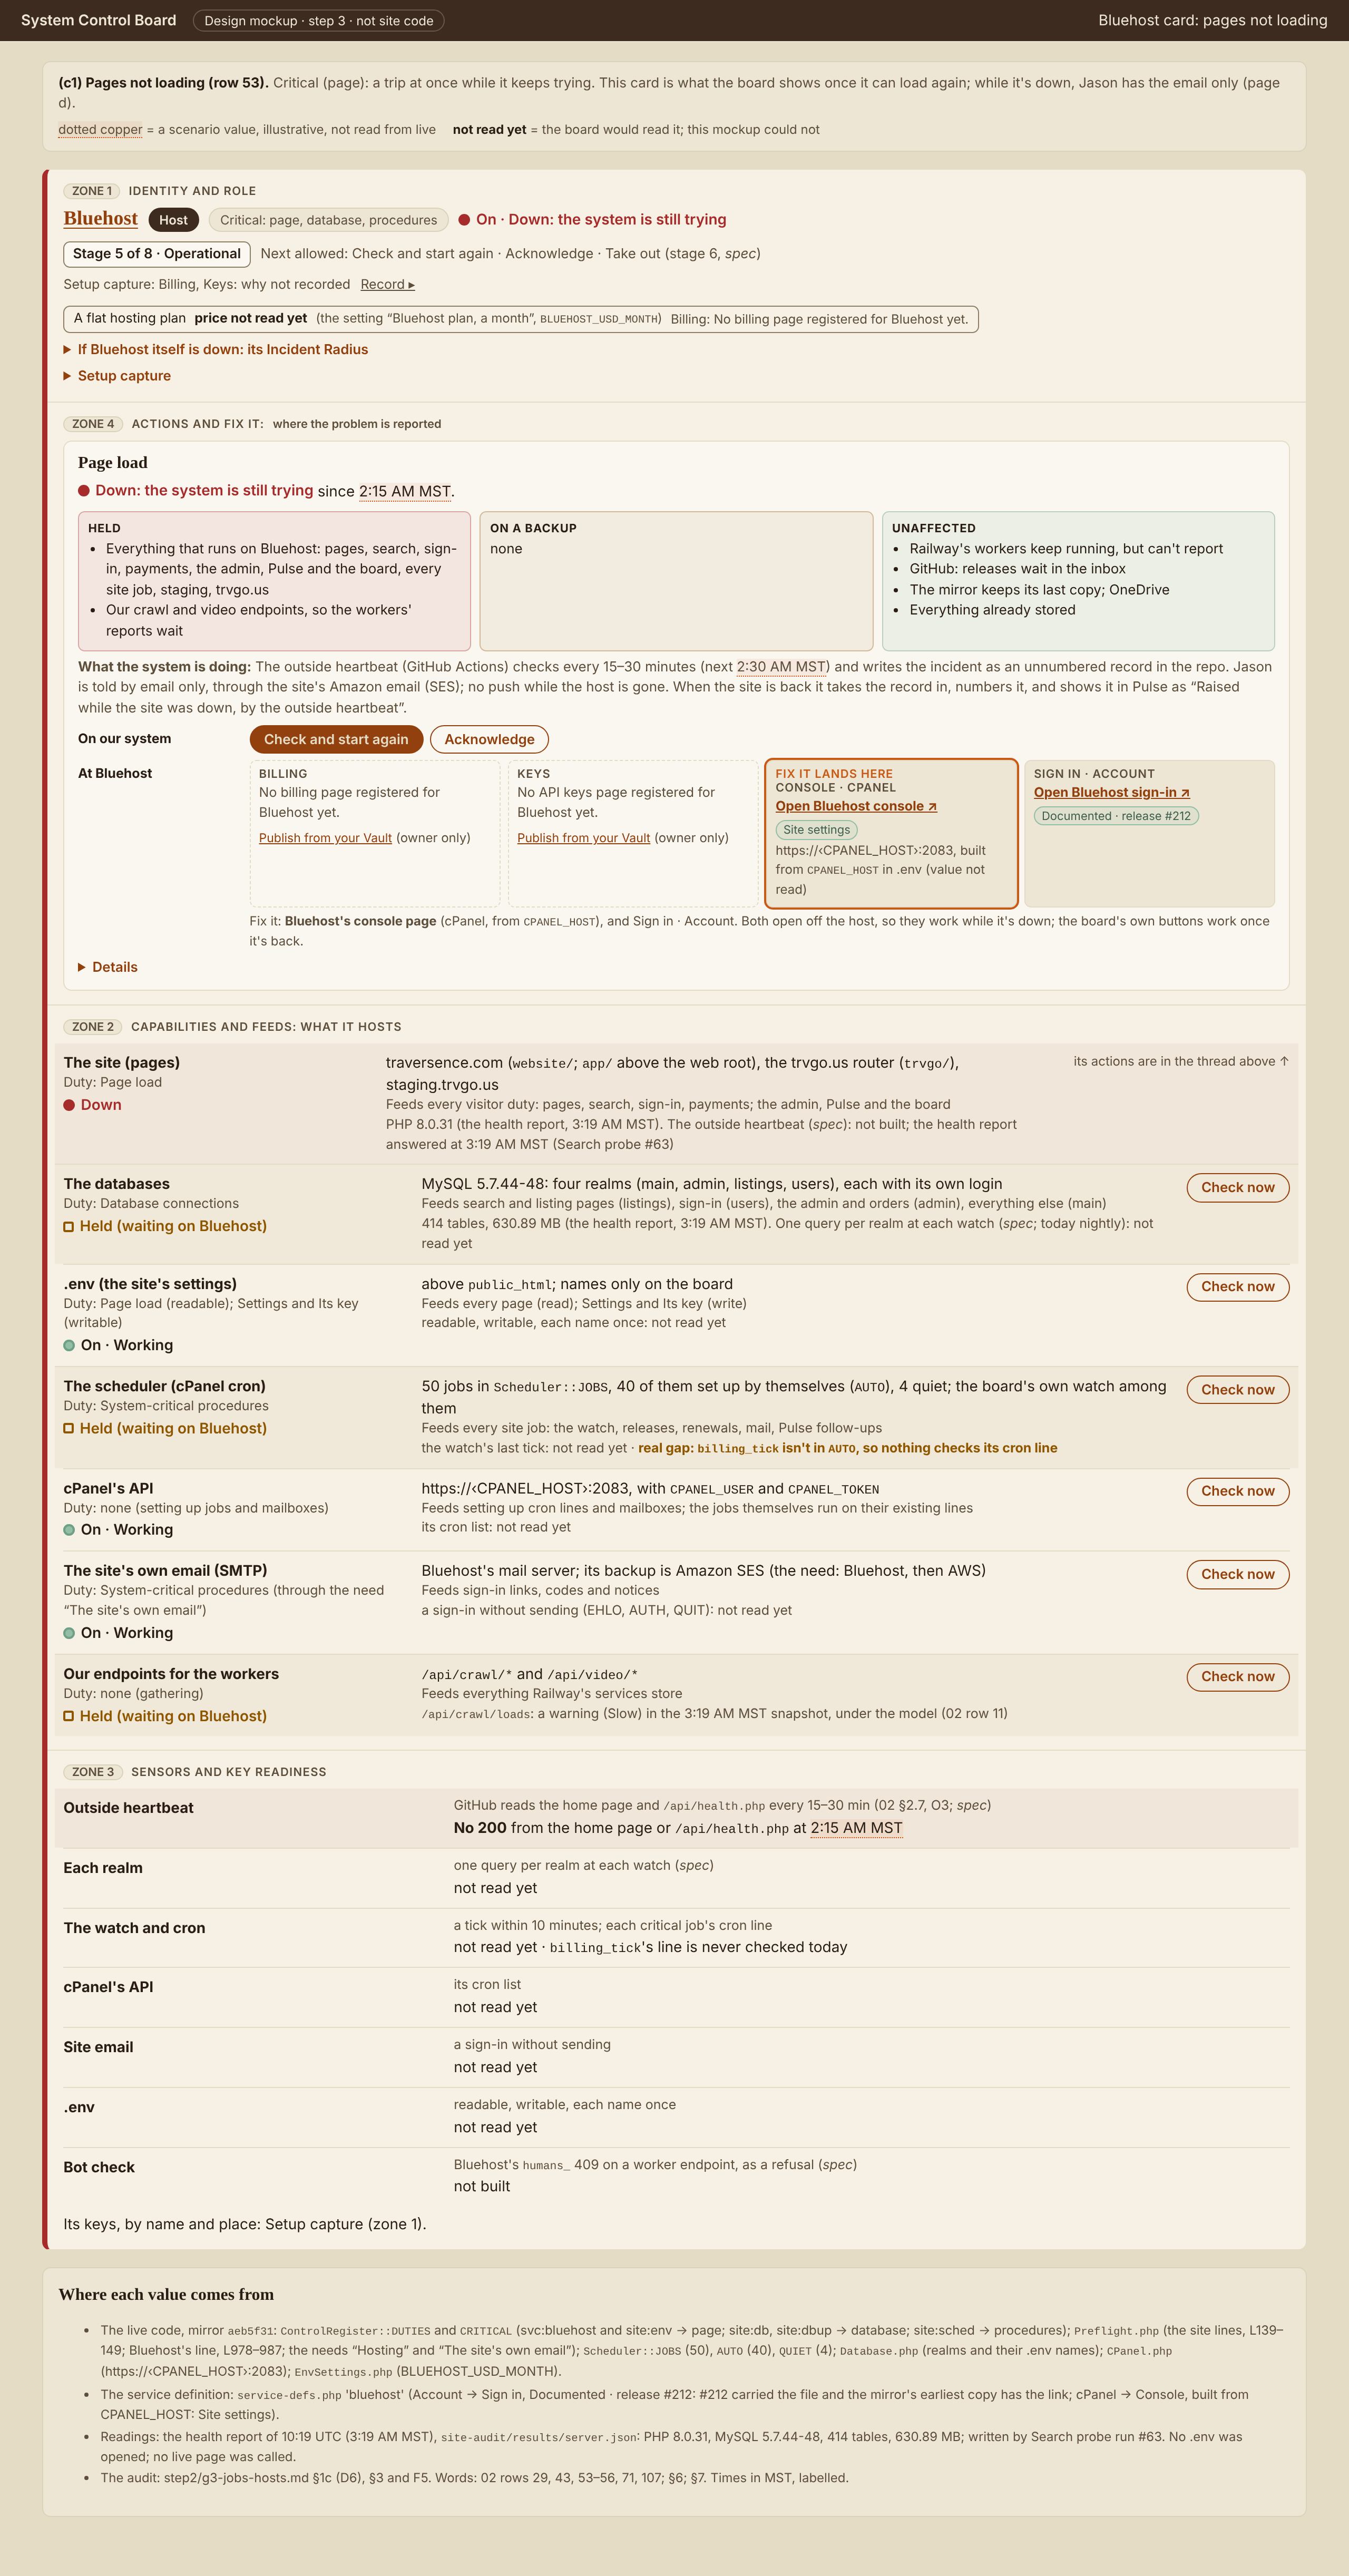 System Control Board
Design mockup · step 3 · not site code
Bluehost card: pages not loading
(c1) Pages not loading (row 53). Critical (page): a trip at once while it keeps trying. This card is what the board shows once it can load again; while it's down, Jason has the email only (page
d).
dotted copper = a scenario value, illustrative, not read from live not read yet = the board would read it; this mockup could not
ZONE 1 IDENTITY AND ROLE
Bluehost Host Critical: page, database, procedures On · Down: the system is still trying
Stage 5 of 8 · Operational Next allowed: Check and start again · Acknowledge · Take out (stage 6, spec)
Setup capture: Billing, Keys: why not recorded Record ▸
A flat hosting plan price not read yet (the setting “Bluehost plan, a month”, BLUEHOST_USD_MONTH) Billing: No billing page registered for Bluehost yet.
▶ If Bluehost itself is down: its Incident Radius
▶ Setup capture
ZONE 4 ACTIONS AND FIX IT: where the problem is reported
Page load
Down: the system is still trying since 2:15 AM MST.
HELD
• Everything that runs on Bluehost: pages, search, sign-
in, payments, the admin, Pulse and the board, every
site job, staging, trvgo.us
• Our crawl and video endpoints, so the workers'
reports wait
ON A BACKUP
none
UNAFFECTED
• Railway's workers keep running, but can't report
• GitHub: releases wait in the inbox
• The mirror keeps its last copy; OneDrive
• Everything already stored
What the system is doing: The outside heartbeat (GitHub Actions) checks every 15–30 minutes (next 2:30 AM MST) and writes the incident as an unnumbered record in the repo. Jason
is told by email only, through the site's Amazon email (SES); no push while the host is gone. When the site is back it takes the record in, numbers it, and shows it in Pulse as “Raised
while the site was down, by the outside heartbeat”.
On our system
Check and start again
Acknowledge
At Bluehost
BILLING
No billing page registered for
Bluehost yet.
Publish from your Vault (owner only)
KEYS
No API keys page registered for
Bluehost yet.
Publish from your Vault (owner only)
FIX IT LANDS HERE
CONSOLE · CPANEL
Open Bluehost console ↗
Site settings
https://‹CPANEL_HOST›:2083, built
from CPANEL_HOST in .env (value not
read)
SIGN IN · ACCOUNT
Open Bluehost sign-in ↗
Documented · release #212
Fix it: Bluehost's console page (cPanel, from CPANEL_HOST), and Sign in · Account. Both open off the host, so they work while it's down; the board's own buttons work once
it's back.
▶ Details
ZONE 2 CAPABILITIES AND FEEDS: WHAT IT HOSTS
The site (pages)
Duty: Page load
Down
traversence.com (website/; app/ above the web root), the trvgo.us router (trvgo/),
staging.trvgo.us
Feeds every visitor duty: pages, search, sign-in, payments; the admin, Pulse and the board
PHP 8.0.31 (the health report, 3:19 AM MST). The outside heartbeat (spec): not built; the health report
answered at 3:19 AM MST (Search probe #63)
its actions are in the thread above ↑
The databases
Duty: Database connections
Held (waiting on Bluehost)
MySQL 5.7.44-48: four realms (main, admin, listings, users), each with its own login
Feeds search and listing pages (listings), sign-in (users), the admin and orders (admin), everything else (main)
414 tables, 630.89 MB (the health report, 3:19 AM MST). One query per realm at each watch (spec; today nightly): not
read yet
Check now
.env (the site's settings)
Duty: Page load (readable); Settings and Its key
(writable)
On · Working
above public_html; names only on the board
Feeds every page (read); Settings and Its key (write)
readable, writable, each name once: not read yet
Check now
The scheduler (cPanel cron)
Duty: System-critical procedures
Held (waiting on Bluehost)
50 jobs in Scheduler::JOBS, 40 of them set up by themselves (AUTO), 4 quiet; the board's own watch among
them
Feeds every site job: the watch, releases, renewals, mail, Pulse follow-ups
the watch's last tick: not read yet · real gap: billing_tick isn't in AUTO, so nothing checks its cron line
Check now
cPanel's API
Duty: none (setting up jobs and mailboxes)
On · Working
https://‹CPANEL_HOST›:2083, with CPANEL_USER and CPANEL_TOKEN
Feeds setting up cron lines and mailboxes; the jobs themselves run on their existing lines
its cron list: not read yet
Check now
The site's own email (SMTP)
Duty: System-critical procedures (through the need
“The site's own email”)
On · Working
Bluehost's mail server; its backup is Amazon SES (the need: Bluehost, then AWS)
Feeds sign-in links, codes and notices
a sign-in without sending (EHLO, AUTH, QUIT): not read yet
Check now
Our endpoints for the workers
Duty: none (gathering)
Held (waiting on Bluehost)
/api/crawl/* and /api/video/*
Feeds everything Railway's services store
/api/crawl/loads: a warning (Slow) in the 3:19 AM MST snapshot, under the model (02 row 11)
Check now
ZONE 3 SENSORS AND KEY READINESS
Outside heartbeat
GitHub reads the home page and /api/health.php every 15–30 min (02 §2.7, O3; spec)
No 200 from the home page or /api/health.php at 2:15 AM MST
Each realm
one query per realm at each watch (spec)
not read yet
The watch and cron
a tick within 10 minutes; each critical job's cron line
not read yet · billing_tick's line is never checked today
cPanel's API
its cron list
not read yet
Site email
a sign-in without sending
not read yet
.env
readable, writable, each name once
not read yet
Bot check
Bluehost's humans_ 409 on a worker endpoint, as a refusal (spec)
not built
Its keys, by name and place: Setup capture (zone 1).
Where each value comes from
• The live code, mirror aeb5f31: ControlRegister::DUTIES and CRITICAL (svc:bluehost and site:env → page; site:db, site:dbup → database; site:sched → procedures); Preflight.php (the site lines, L139–
149; Bluehost's line, L978–987; the needs “Hosting” and “The site's own email”); Scheduler::JOBS (50), AUTO (40), QUIET (4); Database.php (realms and their .env names); CPanel.php
(https://‹CPANEL_HOST›:2083); EnvSettings.php (BLUEHOST_USD_MONTH).
• The service definition: service-defs.php 'bluehost' (Account → Sign in, Documented · release #212: #212 carried the file and the mirror's earliest copy has the link; cPanel → Console, built from
CPANEL_HOST: Site settings).
• Readings: the health report of 10:19 UTC (3:19 AM MST), site-audit/results/server.json: PHP 8.0.31, MySQL 5.7.44-48, 414 tables, 630.89 MB; written by Search probe run #63. No .env was
opened; no live page was called.
• The audit: step2/g3-jobs-hosts.md §1c (D6), §3 and F5. Words: 02 rows 29, 43, 53–56, 71, 107; §6; §7. Times in MST, labelled.